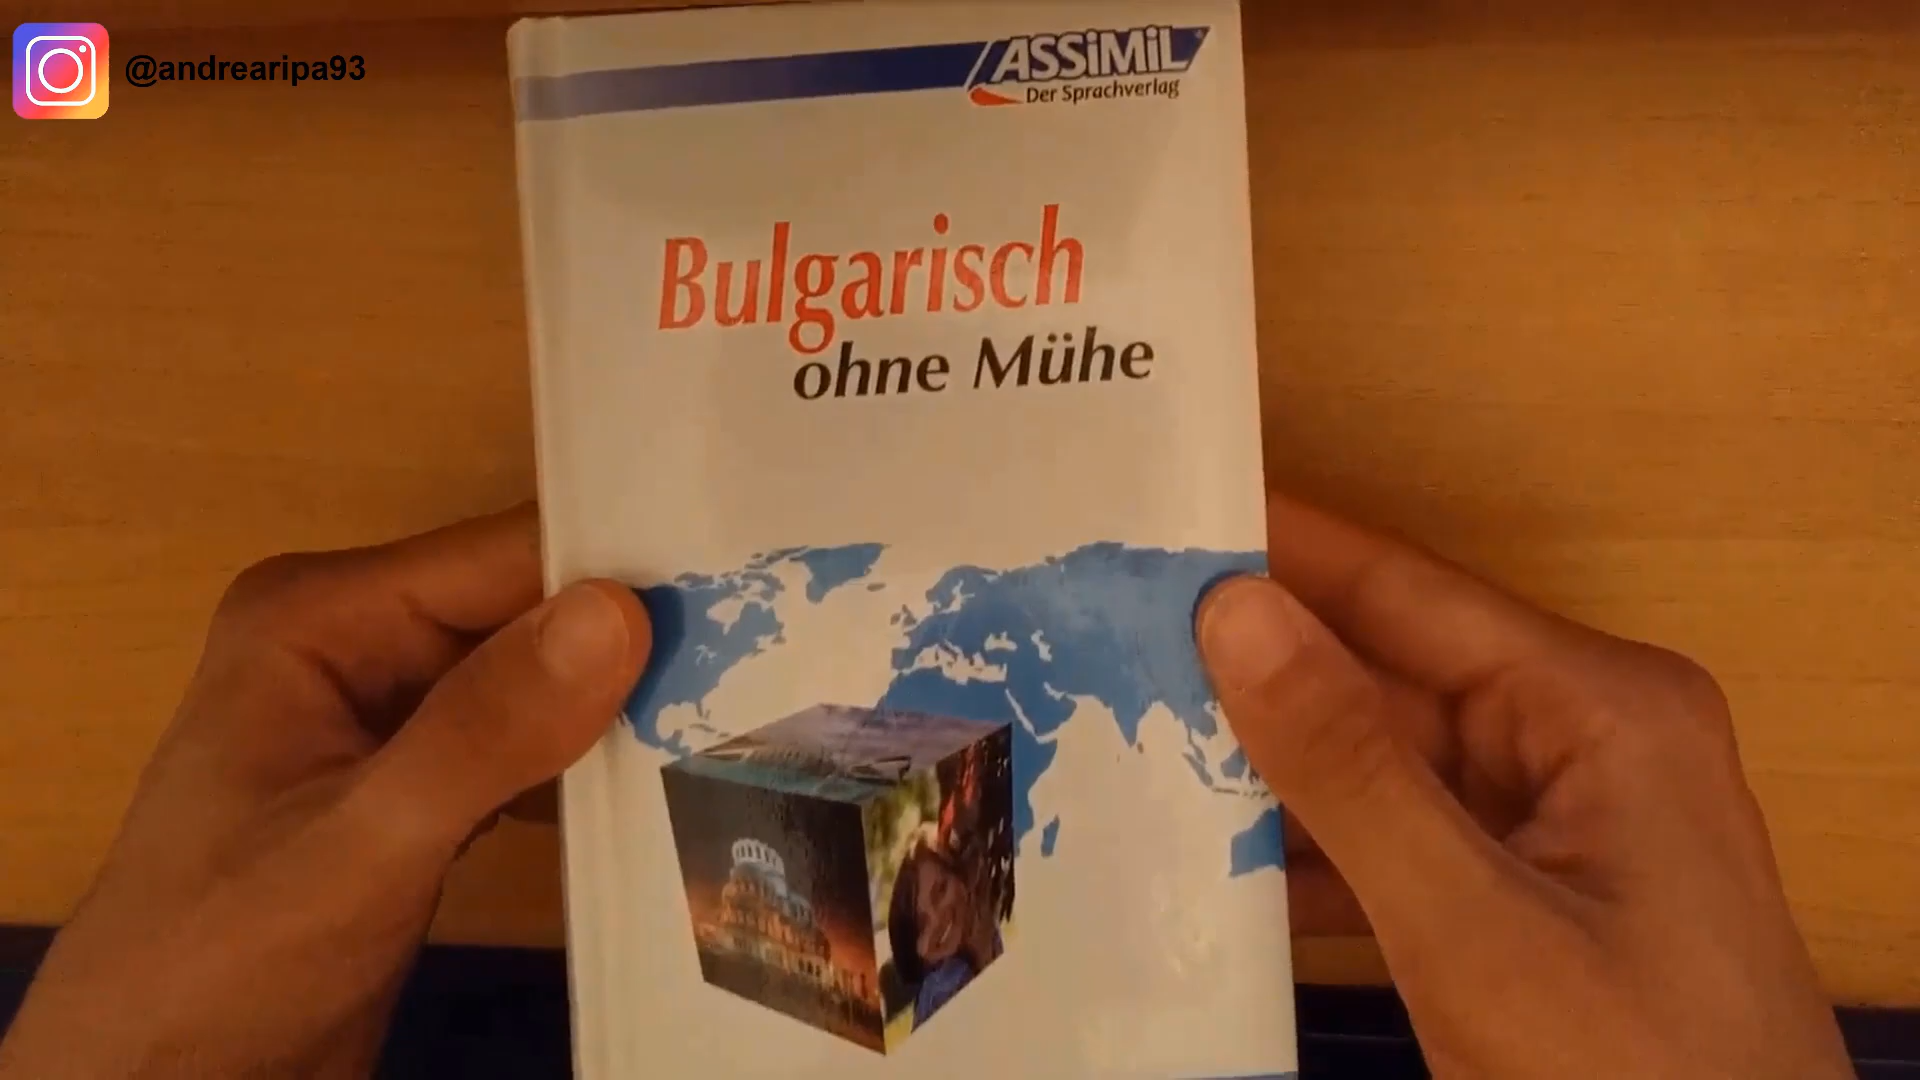 @andrearipa93
ASSiMiL
Der Sprachverlag
Bulgarisch
ohne Mühe